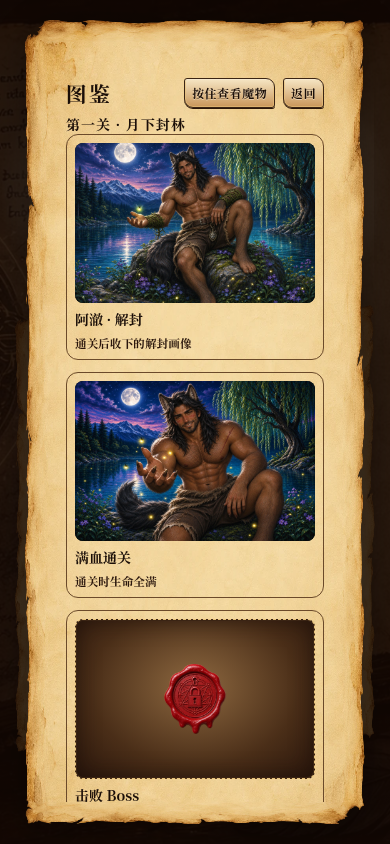 图鉴
按住查看魔物
返回
第一关 · 月下封林
阿澈 · 解封
通关后收下的解封画像
满血通关
通关时生命全满
击败 Boss